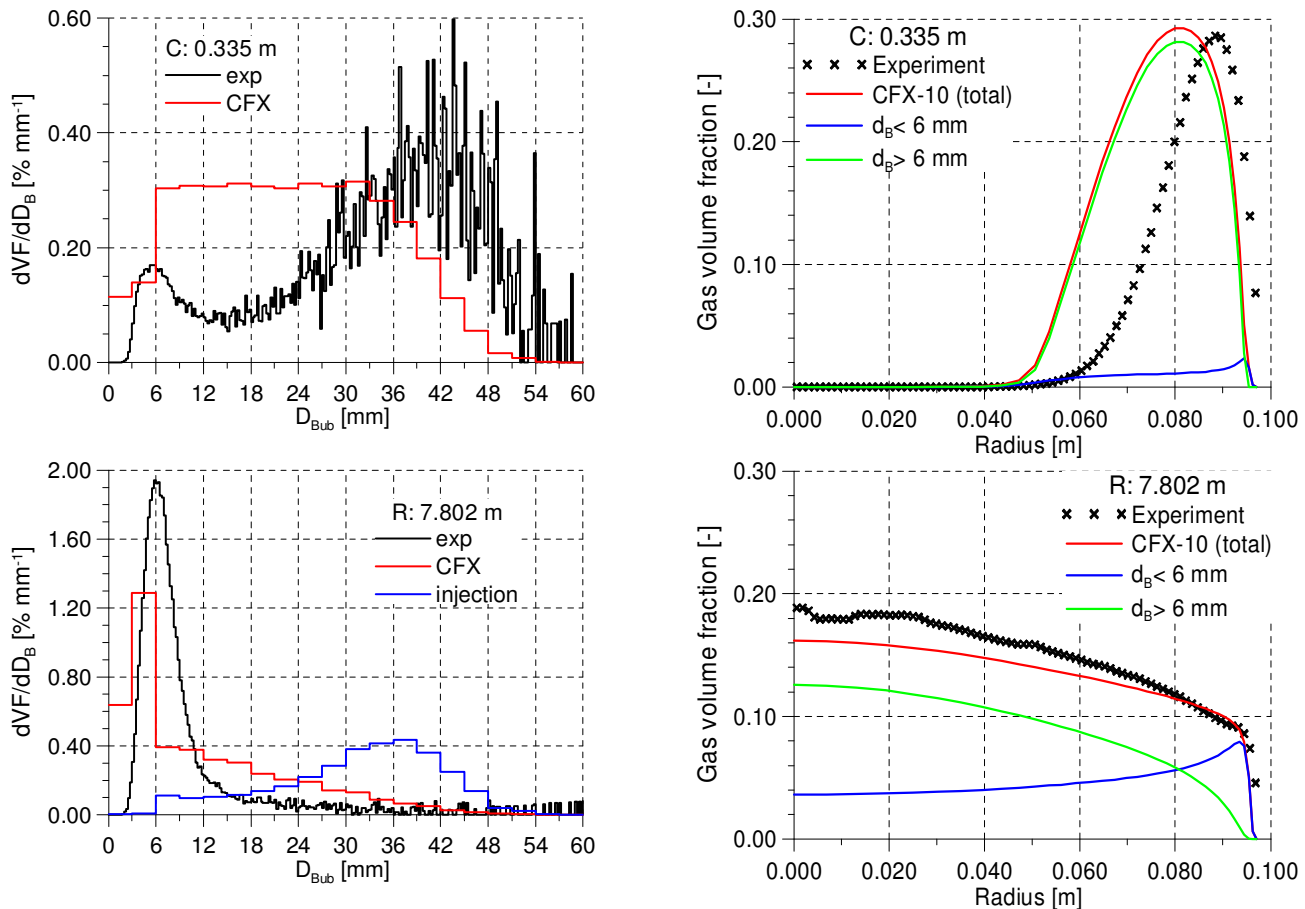 0.60
0.40
0.20
0.00
dVF/dD_B [% mm⁻¹]
C: 0.335 m
exp
CFX
0 6 12 18 24 30 36 42 48 54 60
D_Bub [mm]
0.30
0.20
0.10
0.00
Gas volume fraction [-]
C: 0.335 m
Experiment
CFX-10 (total)
d_B< 6 mm
d_B> 6 mm
0.000 0.020 0.040 0.060 0.080 0.100
Radius [m]
2.00
1.60
1.20
0.80
0.40
0.00
dVF/dD_B [% mm⁻¹]
R: 7.802 m
exp
CFX
injection
0 6 12 18 24 30 36 42 48 54 60
D_Bub [mm]
0.30
0.20
0.10
0.00
Gas volume fraction [-]
R: 7.802 m
Experiment
CFX-10 (total)
d_B< 6 mm
d_B> 6 mm
0.000 0.020 0.040 0.060 0.080 0.100
Radius [m]